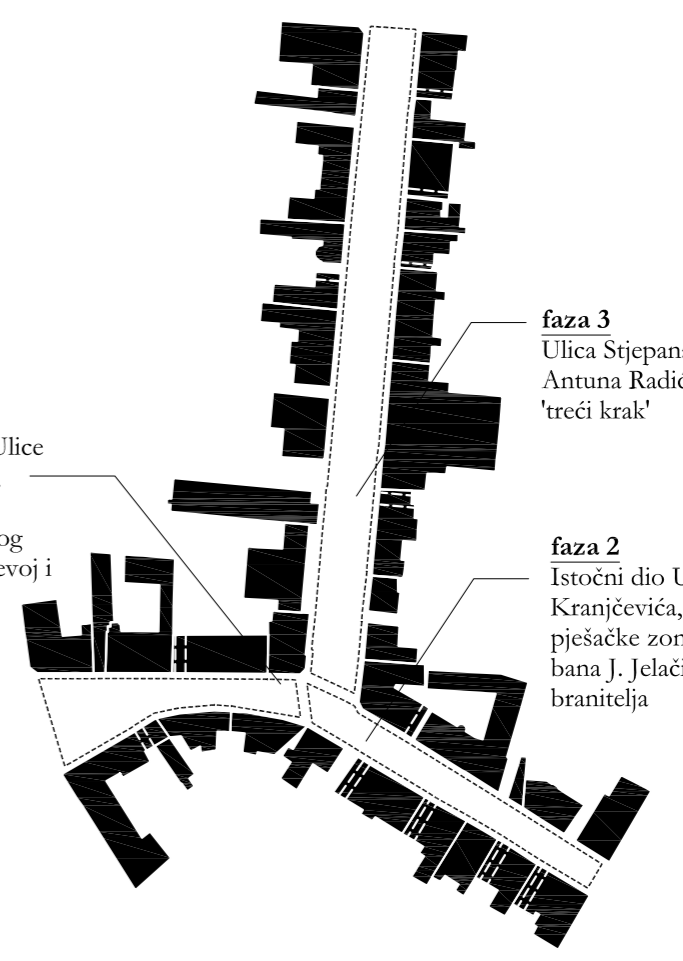 faza 3
Ulica Stjepan
Antuna Radić
'treći krak'
Ulice
og
evoj i
faza 2
Istočni dio U
Kranjčevića,
pješačke zon
bana J. Jelači
branitelja